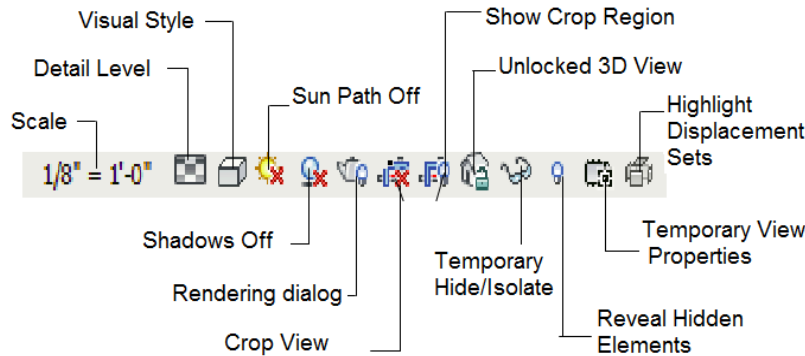 Visual Style
Show Crop Region
Detail Level
Unlocked 3D View
Sun Path Off
Highlight
Displacement
Sets
Scale
1/8" = 1'-0"
Shadows Off
Temporary
Hide/Isolate
Temporary View
Properties
Rendering dialog
Reveal Hidden
Elements
Crop View